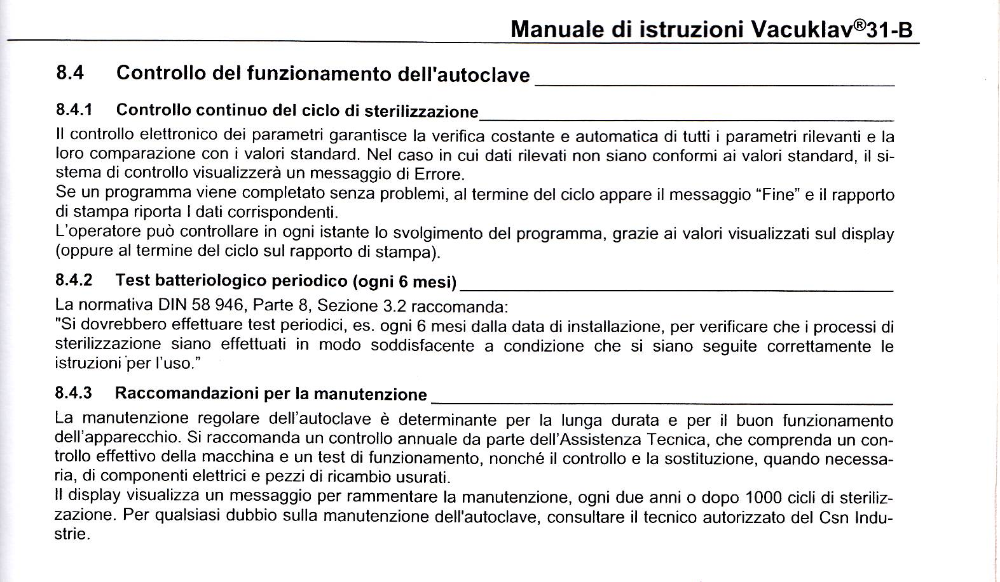 Manuale di istruzioni Vacuklav®31-B
8.4 Controllo del funzionamento dell'autoclave
8.4.1 Controllo continuo del ciclo di sterilizzazione
Il controllo elettronico dei parametri garantisce la verifica costante e automatica di tutti i parametri rilevanti e la
loro comparazione con i valori standard. Nel caso in cui dati rilevati non siano conformi ai valori standard, il si-
stema di controllo visualizzerà un messaggio di Errore.
Se un programma viene completato senza problemi, al termine del ciclo appare il messaggio “Fine” e il rapporto
di stampa riporta I dati corrispondenti.
L’operatore può controllare in ogni istante lo svolgimento del programma, grazie ai valori visualizzati sul display
(oppure al termine del ciclo sul rapporto di stampa).
8.4.2 Test batteriologico periodico (ogni 6 mesi)
La normativa DIN 58 946, Parte 8, Sezione 3.2 raccomanda:
"Si dovrebbero effettuare test periodici, es. ogni 6 mesi dalla data di installazione, per verificare che i processi di
sterilizzazione siano effettuati in modo soddisfacente a condizione che si siano seguite correttamente le
istruzioni per l’uso.”
8.4.3 Raccomandazioni per la manutenzione
La manutenzione regolare dell’autoclave è determinante per la lunga durata e per il buon funzionamento
dell’apparecchio. Si raccomanda un controllo annuale da parte dell’Assistenza Tecnica, che comprenda un con-
trollo effettivo della macchina e un test di funzionamento, nonché il controllo e la sostituzione, quando necessa-
ria, di componenti elettrici e pezzi di ricambio usurati.
Il display visualizza un messaggio per rammentare la manutenzione, ogni due anni o dopo 1000 cicli di steriliz-
zazione. Per qualsiasi dubbio sulla manutenzione dell'autoclave, consultare il tecnico autorizzato del Csn Indu-
strie.